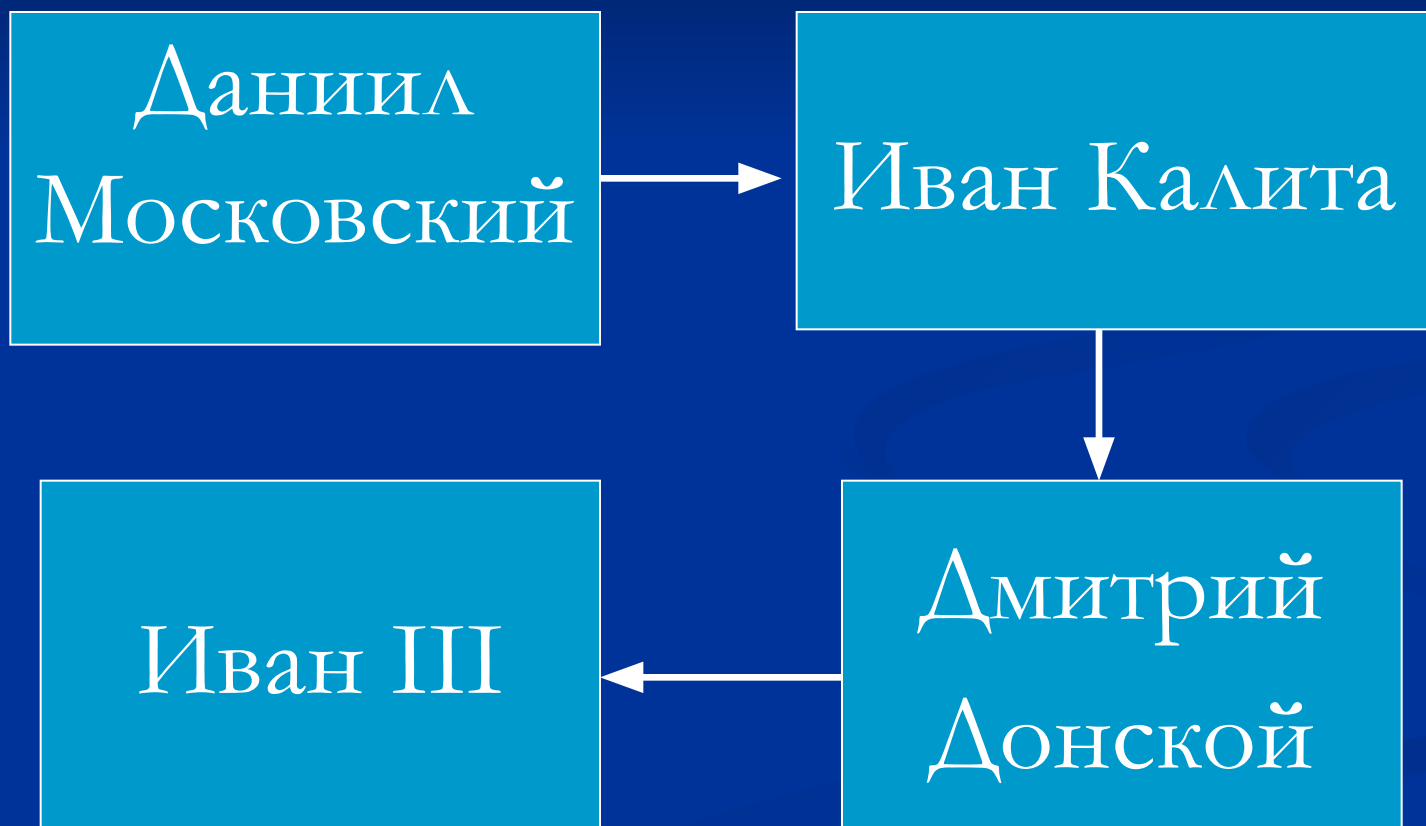 Даниил
Московский
Иван Калита
Дмитрий
Донской
Иван III